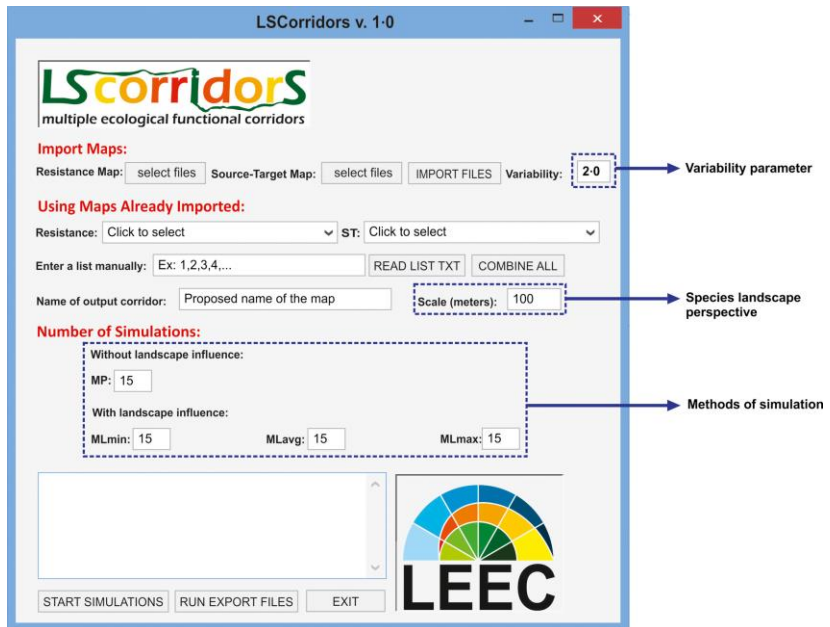 LSCorridors v. 1·0
LScorridorS
multiple ecological functional corridors
Import Maps:
Resistance Map: select files Source-Target Map: select files IMPORT FILES Variability: 2·0
Variability parameter
Using Maps Already Imported:
Resistance: Click to select ST: Click to select
Enter a list manually: Ex: 1,2,3,4,... READ LIST TXT COMBINE ALL
Name of output corridor: Proposed name of the map Scale (meters): 100
Species landscape
perspective
Number of Simulations:
Without landscape influence:
MP: 15
Methods of simulation
With landscape influence:
MLmin: 15 MLavg: 15 MLmax: 15
LEEC
START SIMULATIONS RUN EXPORT FILES EXIT